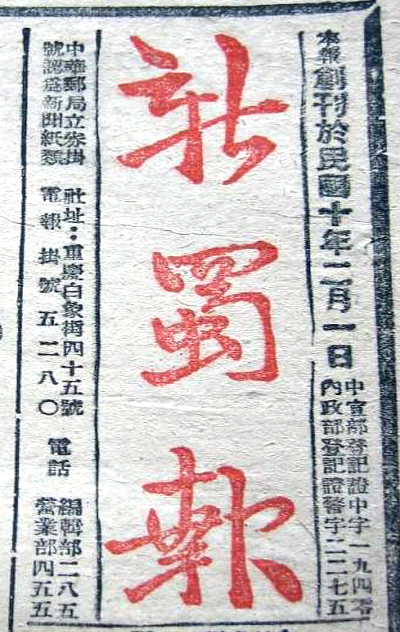 本報創刊於民國十年二月一日
中宣部登記證中字一九四零
內政部登記證警字二二七五
新蜀報
中華郵局立券掛
號認為新聞紙類
社址：重慶白象街四十五號
電報掛號五二八〇
電話
編輯部二八五
營業部四五五